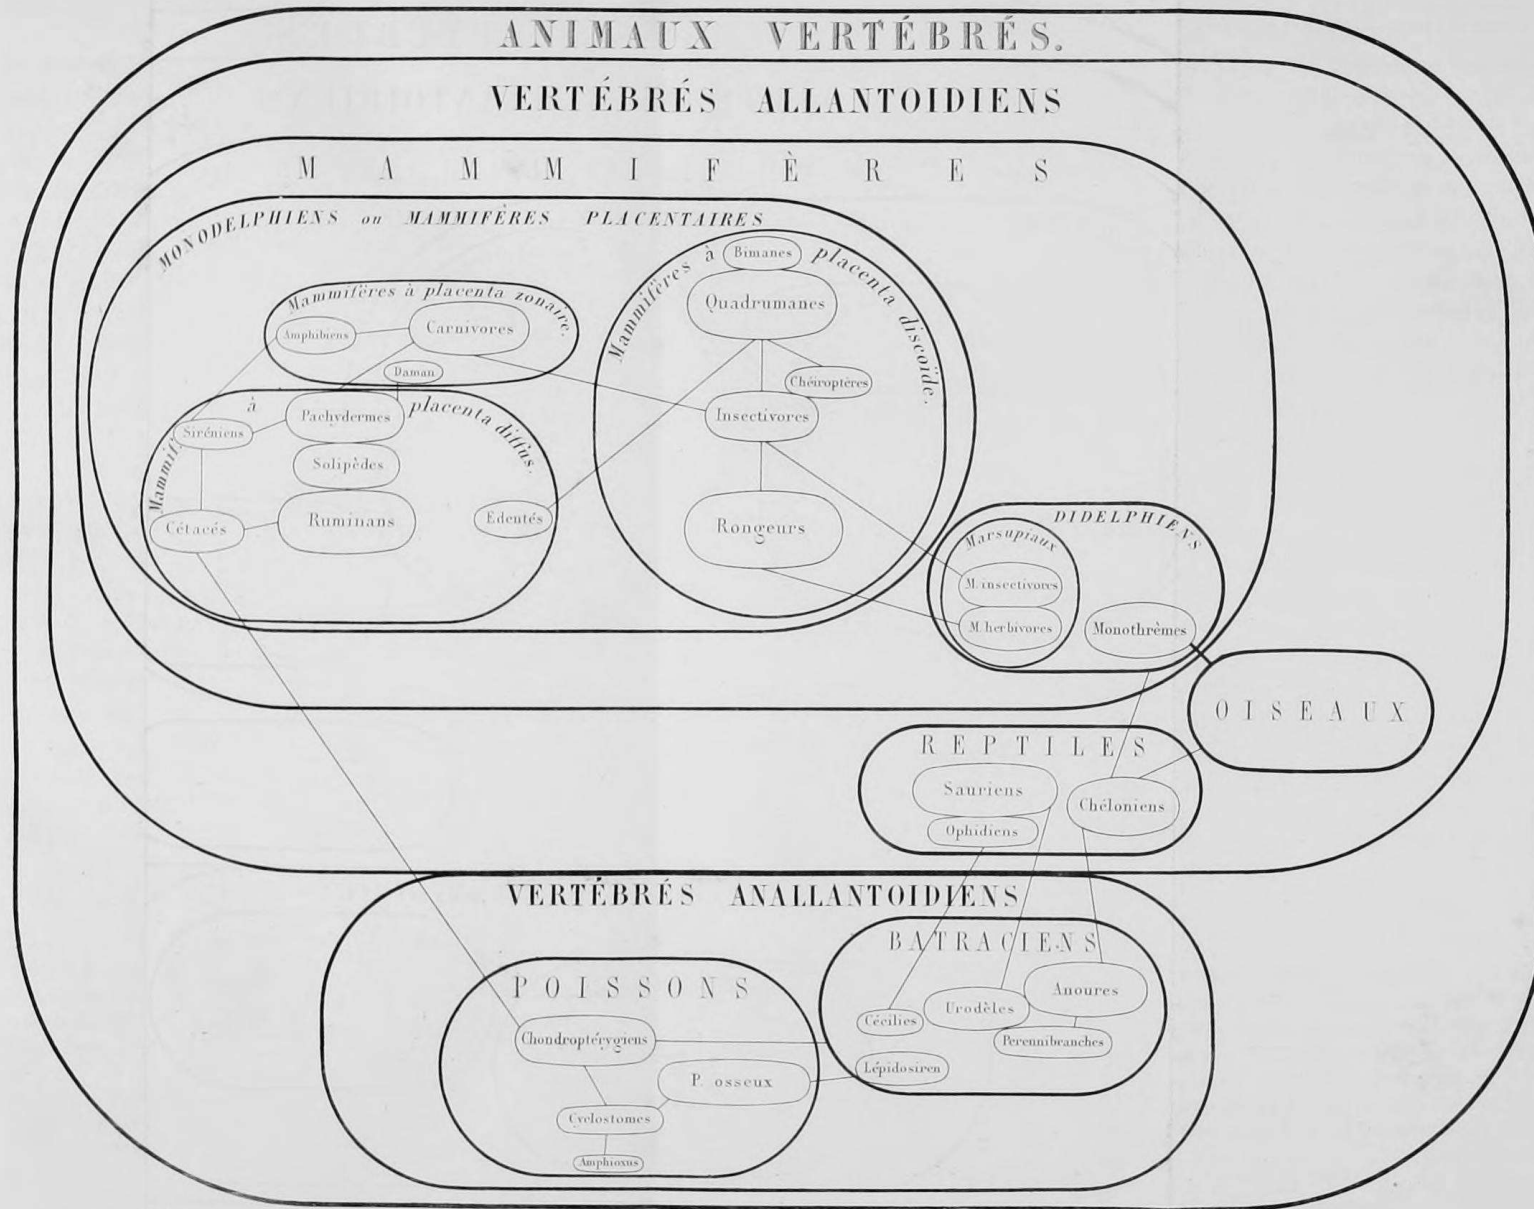 ANIMAUX VERTÉBRÉS.
VERTÉBRÉS ALLANTOIDIENS
MAMMIFÈRES
MONODELPHIENS ou MAMMIFÈRES PLACENTAIRES
Mammifères à placenta zonaire.
Amphibiens
Carnivores
Daman
Mammif à placenta diffus.
Siréniens
Pachydermes
Solipèdes
Cétacés
Ruminans
Edentés
Mammifères à placenta discoïde.
Bimanes
Quadrumanes
Chéiroptères
Insectivores
Rongeurs
DIDELPHIENS
Marsupiaux
M. insectivores
M. herbivores
Monothrèmes
OISEAUX
REPTILES
Sauriens
Ophidiens
Chéloniens
VERTÉBRÉS ANALLANTOIDIENS
BATRACIENS
Anoures
Urodèles
Cécilies
Perennibranches
Lépidosiren
POISSONS
Chondroptérygiens
P. osseux
Cyclostomes
Amphioxus